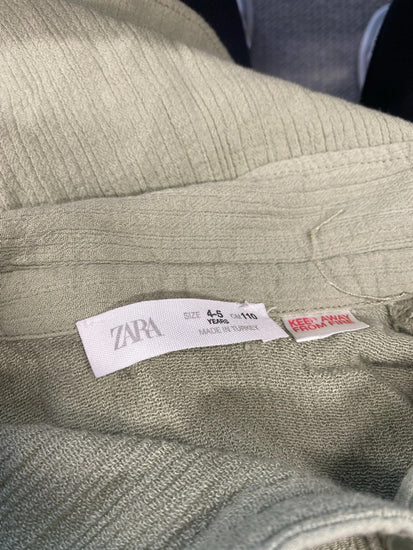 ZARA
SIZE 4-5 CM 110
YEARS
MADE IN TURKEY
KEEP AWAY
FROM FIRE